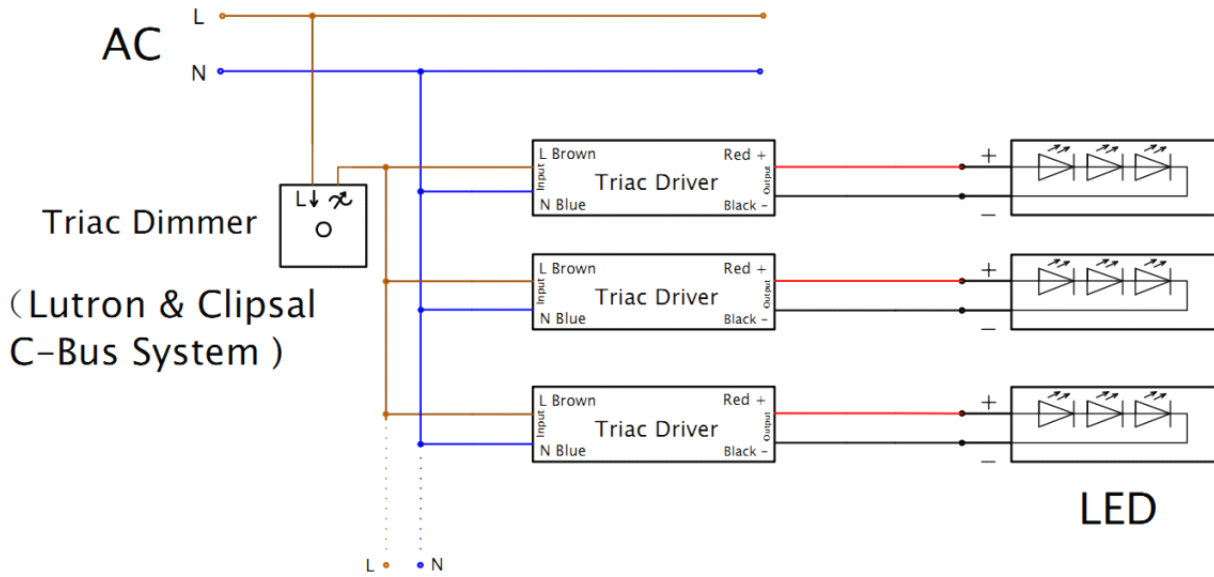 L
AC
N
L Brown
Red +
Input
Triac Driver
Output
N Blue
Black –
+
–
L
Triac Dimmer
（Lutron & Clipsal
C–Bus System )
L Brown
Red +
Input
Triac Driver
Output
N Blue
Black –
+
–
L Brown
Red +
Input
Triac Driver
Output
N Blue
Black –
+
–
LED
L
N